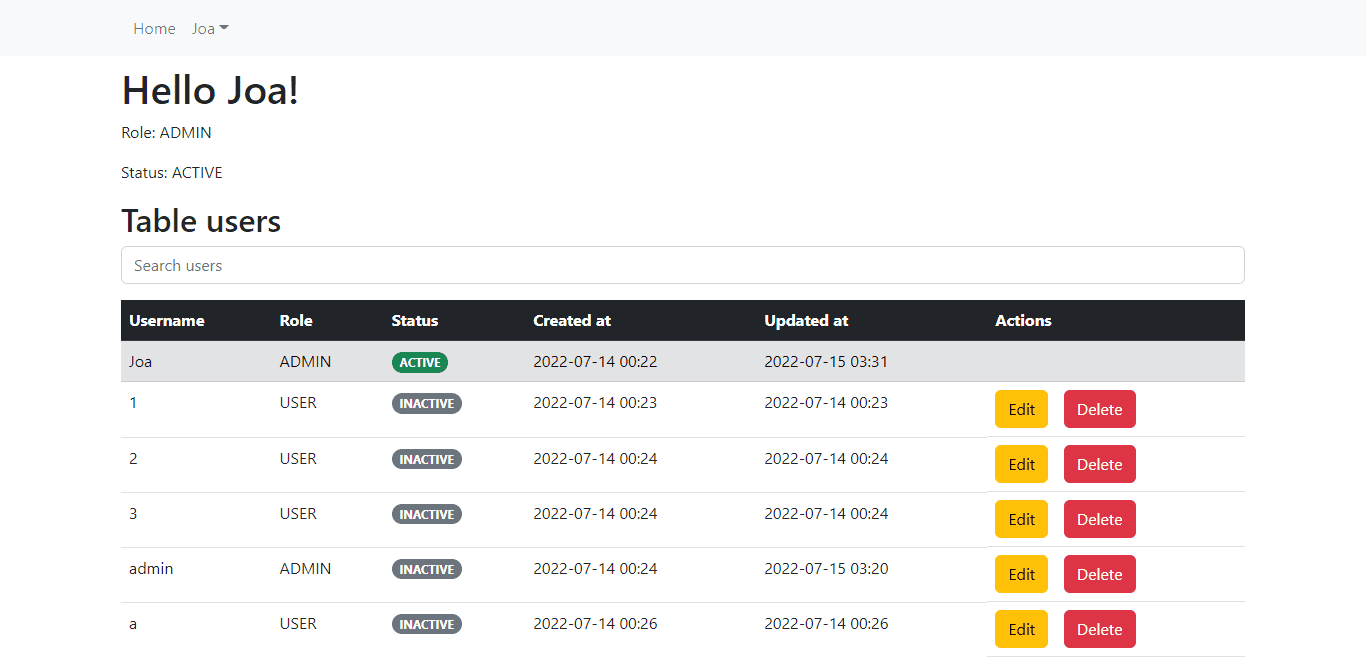 Home Joa
Hello Joa!
Role: ADMIN
Status: ACTIVE
Table users
Search users
Username Role Status Created at Updated at Actions
Joa ADMIN ACTIVE 2022-07-14 00:22 2022-07-15 03:31
1 USER INACTIVE 2022-07-14 00:23 2022-07-14 00:23 Edit Delete
2 USER INACTIVE 2022-07-14 00:24 2022-07-14 00:24 Edit Delete
3 USER INACTIVE 2022-07-14 00:24 2022-07-14 00:24 Edit Delete
admin ADMIN INACTIVE 2022-07-14 00:24 2022-07-15 03:20 Edit Delete
a USER INACTIVE 2022-07-14 00:26 2022-07-14 00:26 Edit Delete